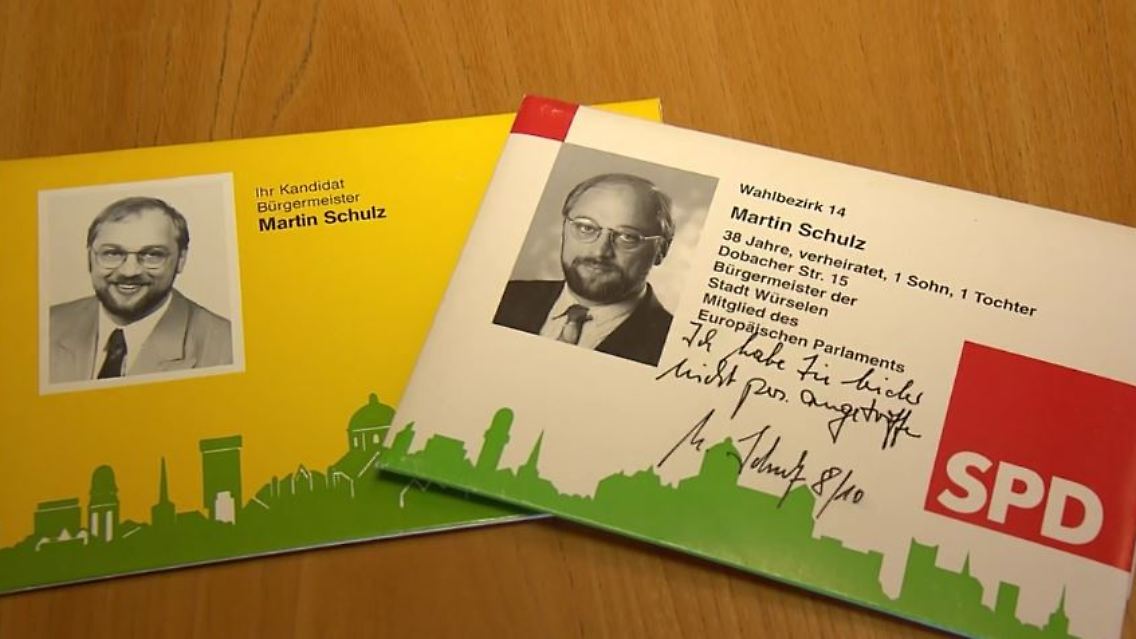 Ihr Kandidat
Bürgermeister
Martin Schulz
Wahlbezirk 14
Martin Schulz
38 Jahre, verheiratet, 1 Sohn, 1 Tochter
Dobacher Str. 15
Bürgermeister der
Stadt Würselen
Mitglied des
Europäischen Parlaments
Ich habe Sie leider
nicht pers. angetroffen
M. Schulz 8/10
SPD